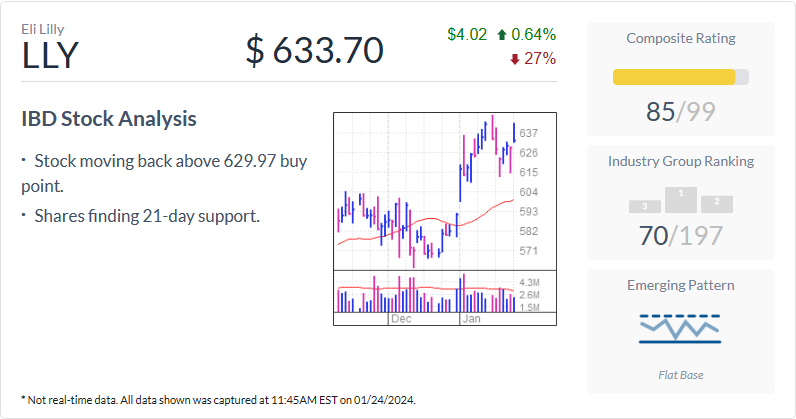 Eli Lilly
LLY
$ 633.70
$4.02 0.64%
27%
IBD Stock Analysis
· Stock moving back above 629.97 buy
point.
· Shares finding 21-day support.
637
626
615
604
593
582
571
4.3M
2.6M
1.5M
Dec Jan
Composite Rating
85/99
Industry Group Ranking
3 1 2
70/197
Emerging Pattern
Flat Base
* Not real-time data. All data shown was captured at 11:45AM EST on 01/24/2024.